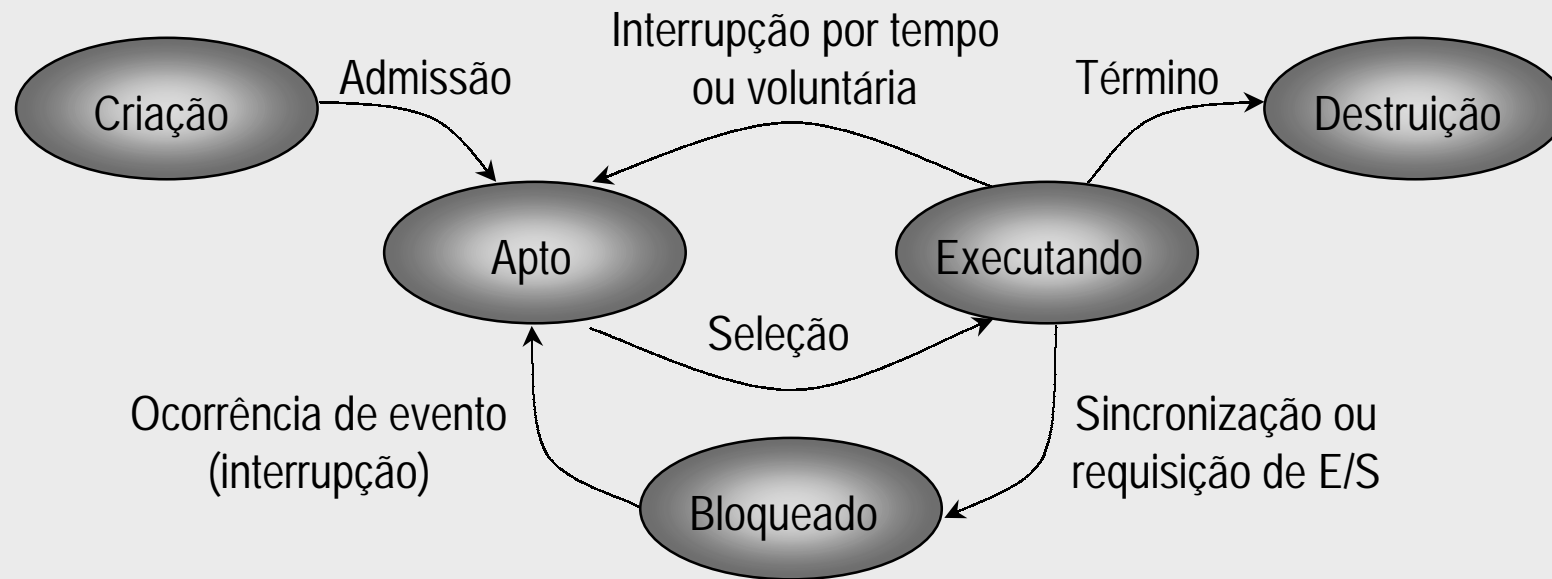 Interrupção por tempo
ou voluntária
Criação
Admissão
Término
Destruição
Apto
Executando
Seleção
Ocorrência de evento
(interrupção)
Sincronização ou
requisição de E/S
Bloqueado